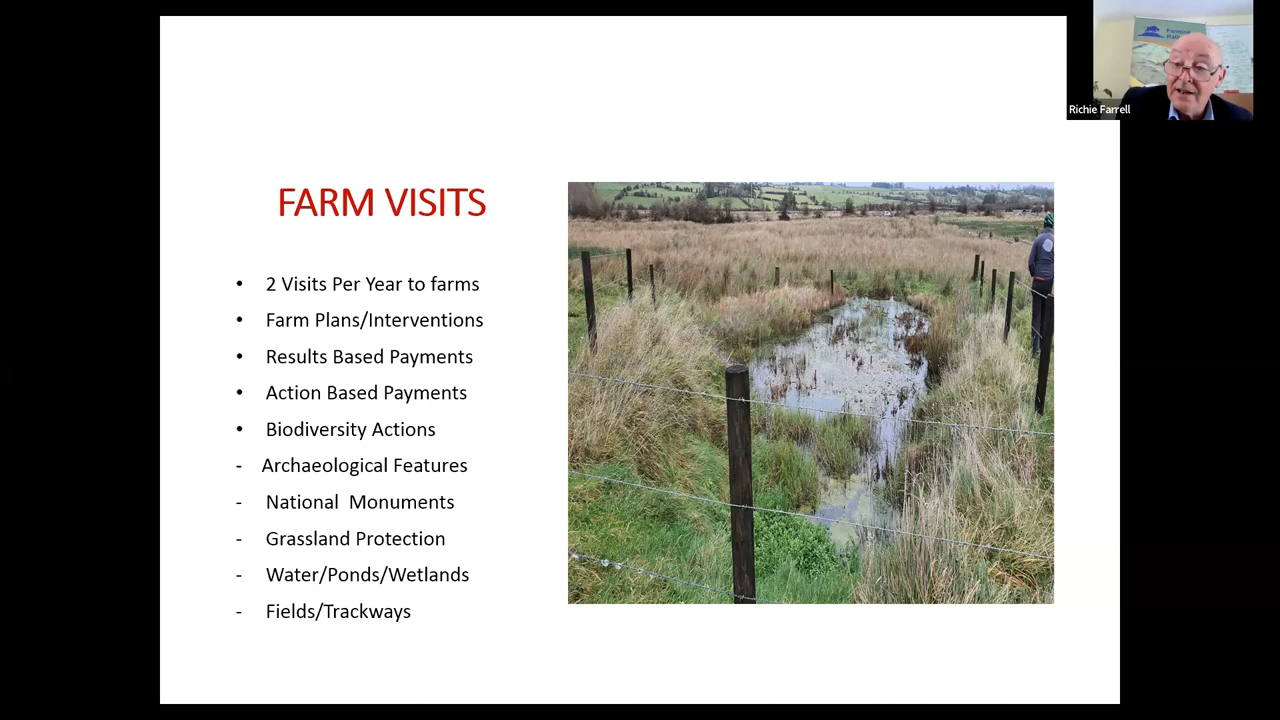 FARM VISITS
• 2 Visits Per Year to farms
• Farm Plans/Interventions
• Results Based Payments
• Action Based Payments
• Biodiversity Actions
- Archaeological Features
- National Monuments
- Grassland Protection
- Water/Ponds/Wetlands
- Fields/Trackways
Richie Farrell